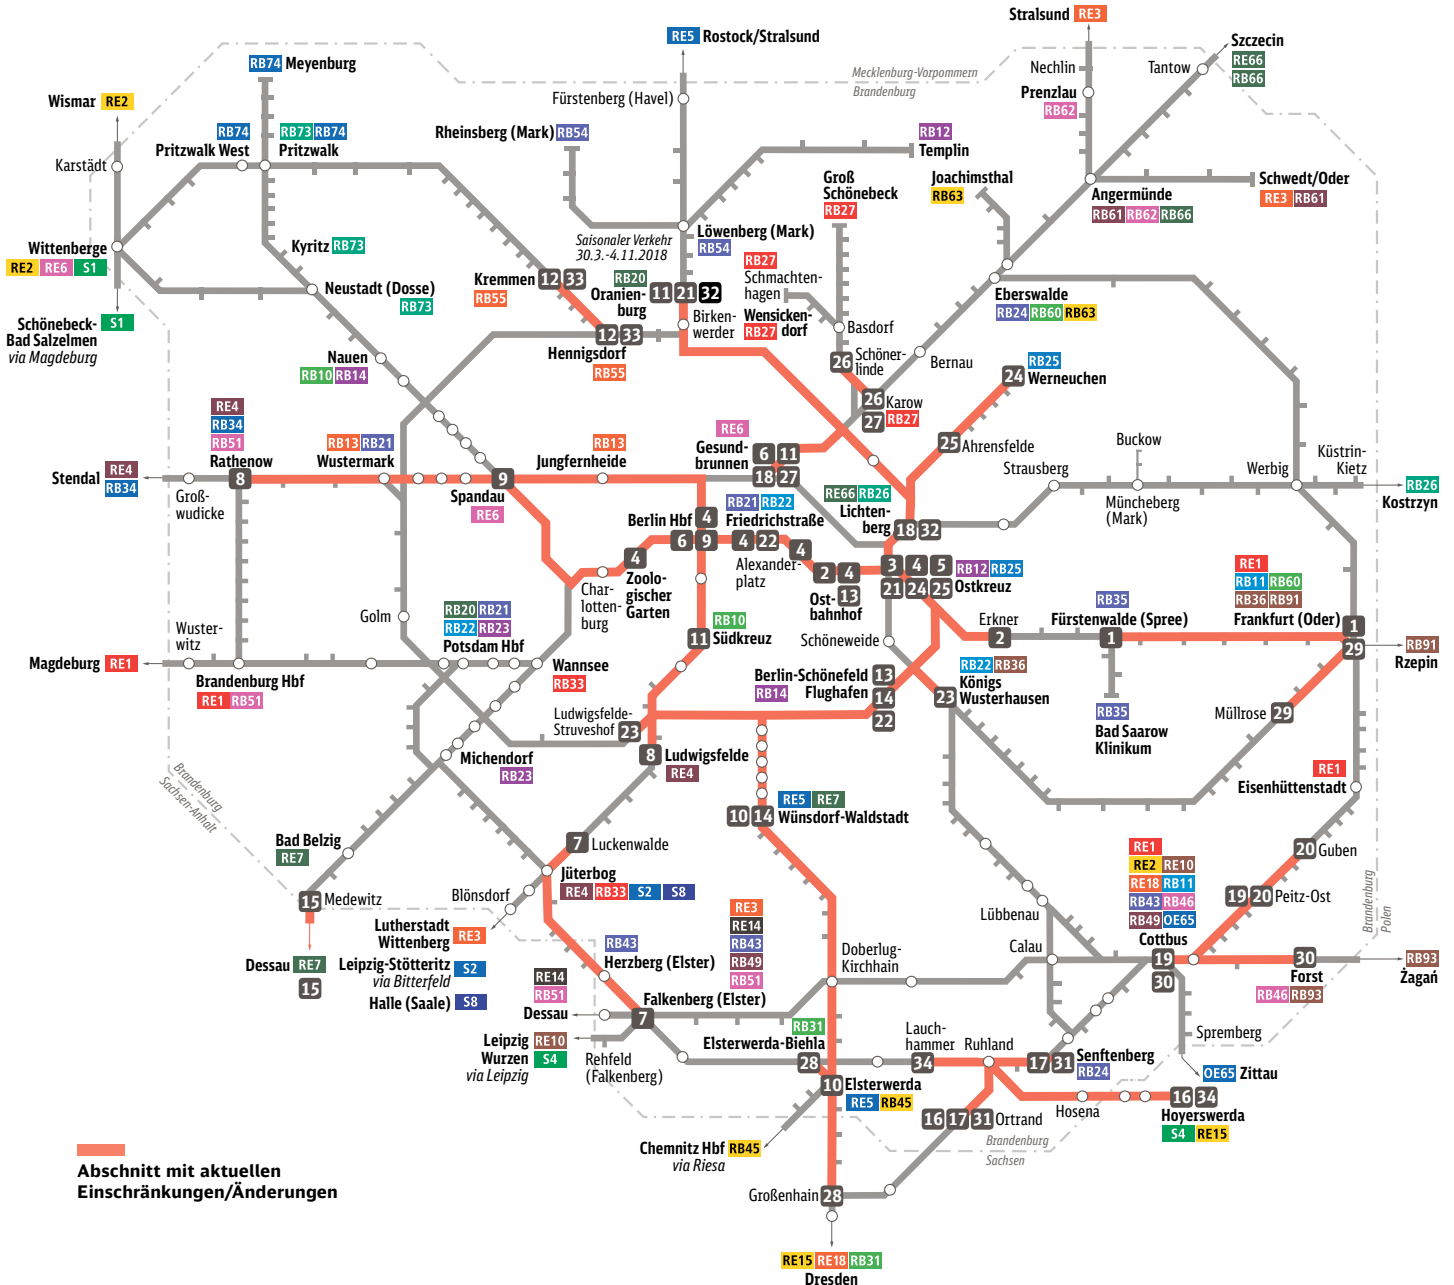 Stralsund RE3
RE5 Rostock/Stralsund
Szczecin
RE66
RB66
RB74 Meyenburg
Nechlin
Tantow
Mecklenburg-Vorpommern
Brandenburg
Prenzlau
RB62
Wismar RE2
Fürstenberg (Havel)
RB74
Pritzwalk West
RB73 RB74
Pritzwalk
Rheinsberg (Mark) RB54
RB12
Templin
Karstädt
Groß
Schönebeck
RB27
Joachimsthal
RB63
Angermünde
RB61 RB62 RB66
Schwedt/Oder
RE3 RB61
Wittenberge
RE2 RE6 S1
Kyritz RB73
Saisonaler Verkehr
30.3.-4.11.2018
Löwenberg (Mark)
RB54
RB27
Schmachten-
hagen
Wensicken-
dorf
RB27
Basdorf
Kremmen 12 33
RB55
RB20
Oranien-
burg
11 21 32
Neustadt (Dosse)
RB73
Eberswalde
RB24 RB60 RB63
Schönebeck-
Bad Salzelmen
via Magdeburg
S1
Birken-
werder
12 33
Hennigsdorf
RB55
26
Schöner-
linde
Bernau
Nauen
RB10 RB14
RB25
24 Werneuchen
26 Karow
27 RB27
RE4
RB34
RB51
Rathenow
8
RB13 RB21
Wustermark
RB13
Jungfernheide
RE6
Gesund-
brunnen
6 11
18 27
25 Ahrensfelde
Buckow
Strausberg
Müncheberg
(Mark)
Werbig
Küstrin-
Kietz
RB26
Kostrzyn
Stendal RE4
RB34
Groß-
wudicke
9
Spandau
RE6
RE66 RB26
Lichten-
berg
18 32
Berlin Hbf
4
6 9
RB21 RB22
Friedrichstraße
4 22
4
Alexander-
platz
2 4
13
Ost-
bahnhof
3 4 5
21 24 25
RB12 RB25
Ostkreuz
4
Zoolo-
gischer
Garten
Char-
lotten-
burg
Golm
RB20 RB21
RB22 RB23
Potsdam Hbf
RB10
11 Südkreuz
Schöneweide
Erkner
2
RB35
Fürstenwalde (Spree)
1
RE1
RB11 RB60
RB36 RB91
Frankfurt (Oder)
1
29
RB91
Rzepin
Wuster-
witz
Magdeburg RE1
Brandenburg Hbf
RE1 RB51
Wannsee
RB33
Berlin-Schönefeld
Flughafen
RB14
13
14
22
RB22 RB36
Königs
Wusterhausen
23
RB35
Bad Saarow
Klinikum
Müllrose
29
Ludwigsfelde-
Struveshof
23
8 Ludwigsfelde
RE4
Michendorf
RB23
Brandenburg
Sachsen-Anhalt
RE1
Eisenhüttenstadt
RE5 RE7
10 14 Wünsdorf-Waldstadt
Bad Belzig
RE7
7 Luckenwalde
20 Guben
RE1
RE2 RE10
RE18 RB11
RB43 RB46
RB49 OE65
Cottbus
19
30
19 20 Peitz-Ost
Jüterbog
RE4 RB33 S2 S8
15 Medewitz
Blönsdorf
Lutherstadt
Wittenberg
RE3
Lübbenau
Brandenburg
Polen
RE3
RE14
RB43
RB49
RB51
Falkenberg (Elster)
7
Dessau RE7
15
Leipzig-Stötteritz
via Bitterfeld
S2
Halle (Saale) S8
RB43
Herzberg (Elster)
Doberlug-
Kirchhain
Calau
30
Forst
RB46 RB93
RB93
Żagań
RE14
RB51
Dessau
RB31
Elsterwerda-Biehla
28
Lauch-
hammer
34
Ruhland
17 31
Senftenberg
RB24
Spremberg
Leipzig RE10
Wurzen S4
via Leipzig
Rehfeld
(Falkenberg)
OE65 Zittau
10 Elsterwerda
RE5 RB45
16 17 31 Ortrand
Hosena
16 34
Hoyerswerda
S4 RE15
Chemnitz Hbf RB45
via Riesa
Brandenburg
Sachsen
Abschnitt mit aktuellen
Einschränkungen/Änderungen
Großenhain 28
RE15 RE18 RB31
Dresden